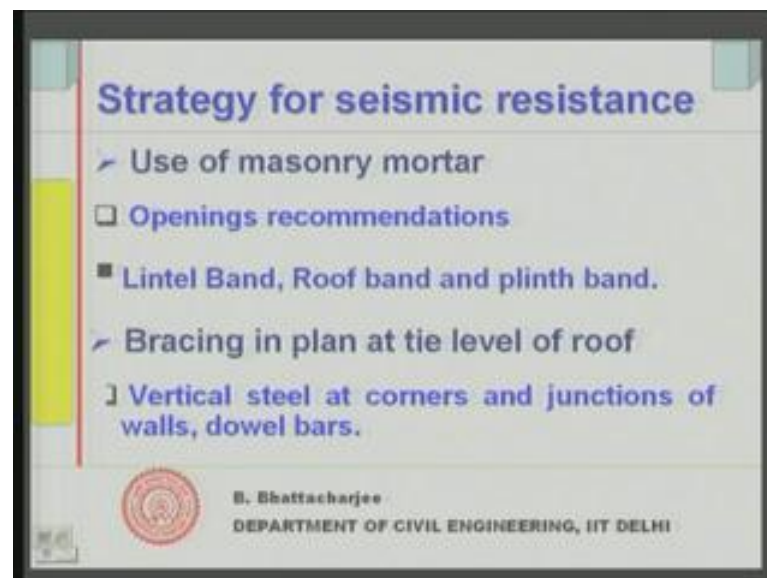 Strategy for seismic resistance
Use of masonry mortar
Openings recommendations
Lintel Band, Roof band and plinth band.
Bracing in plan at tie level of roof
Vertical steel at corners and junctions of
walls, dowel bars.
B. Bhattacharjee
DEPARTMENT OF CIVIL ENGINEERING, IIT DELHI